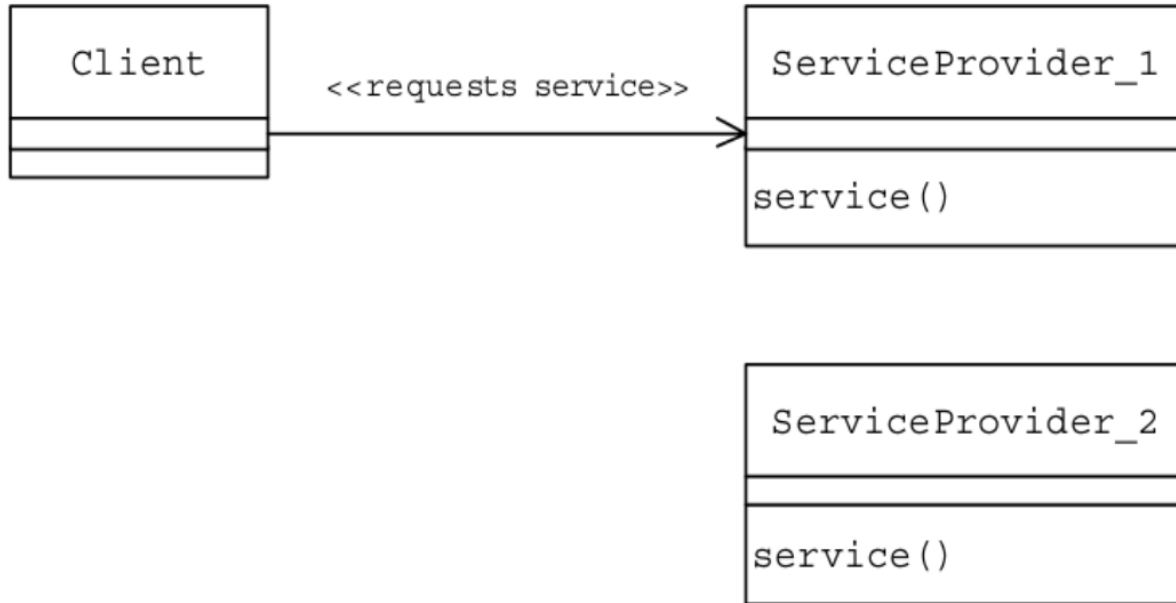 Client
<<requests service>>
ServiceProvider_1
service()
ServiceProvider_2
service()